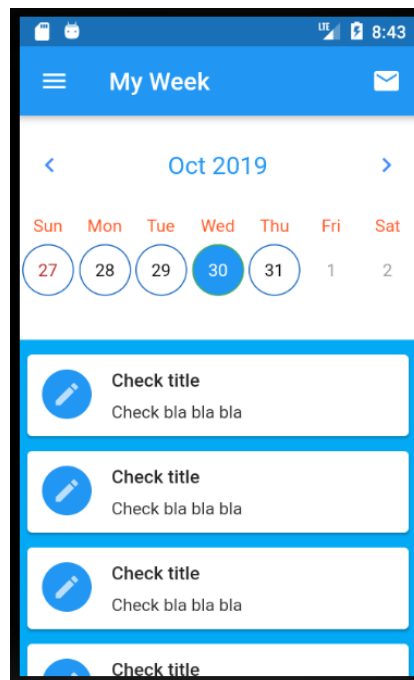 LTE 8:43
My Week
Oct 2019
Sun Mon Tue Wed Thu Fri Sat
27 28 29 30 31 1 2
Check title
Check bla bla bla
Check title
Check bla bla bla
Check title
Check bla bla bla
Check title